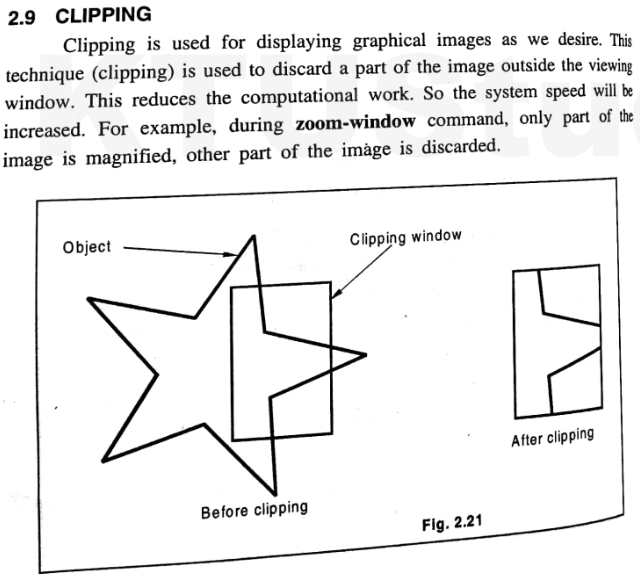 2.9 CLIPPING
Clipping is used for displaying graphical images as we desire. This
technique (clipping) is used to discard a part of the image outside the viewing
window. This reduces the computational work. So the system speed will be
increased. For example, during zoom-window command, only part of the
image is magnified, other part of the image is discarded.
Object
Clipping window
After clipping
Before clipping
Fig. 2.21